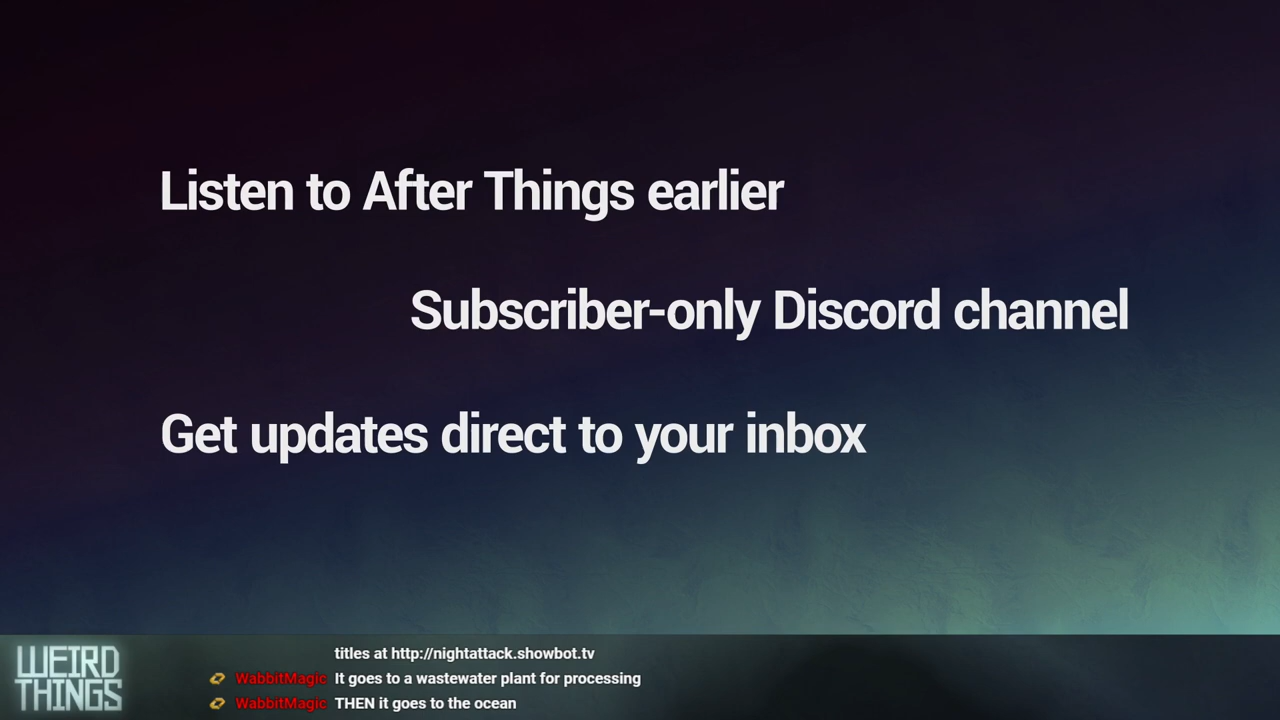 Listen to After Things earlier
Subscriber-only Discord channel
Get updates direct to your inbox
WEIRD
THINGS
titles at http://nightattack.showbot.tv
WabbitMagic It goes to a wastewater plant for processing
WabbitMagic THEN it goes to the ocean